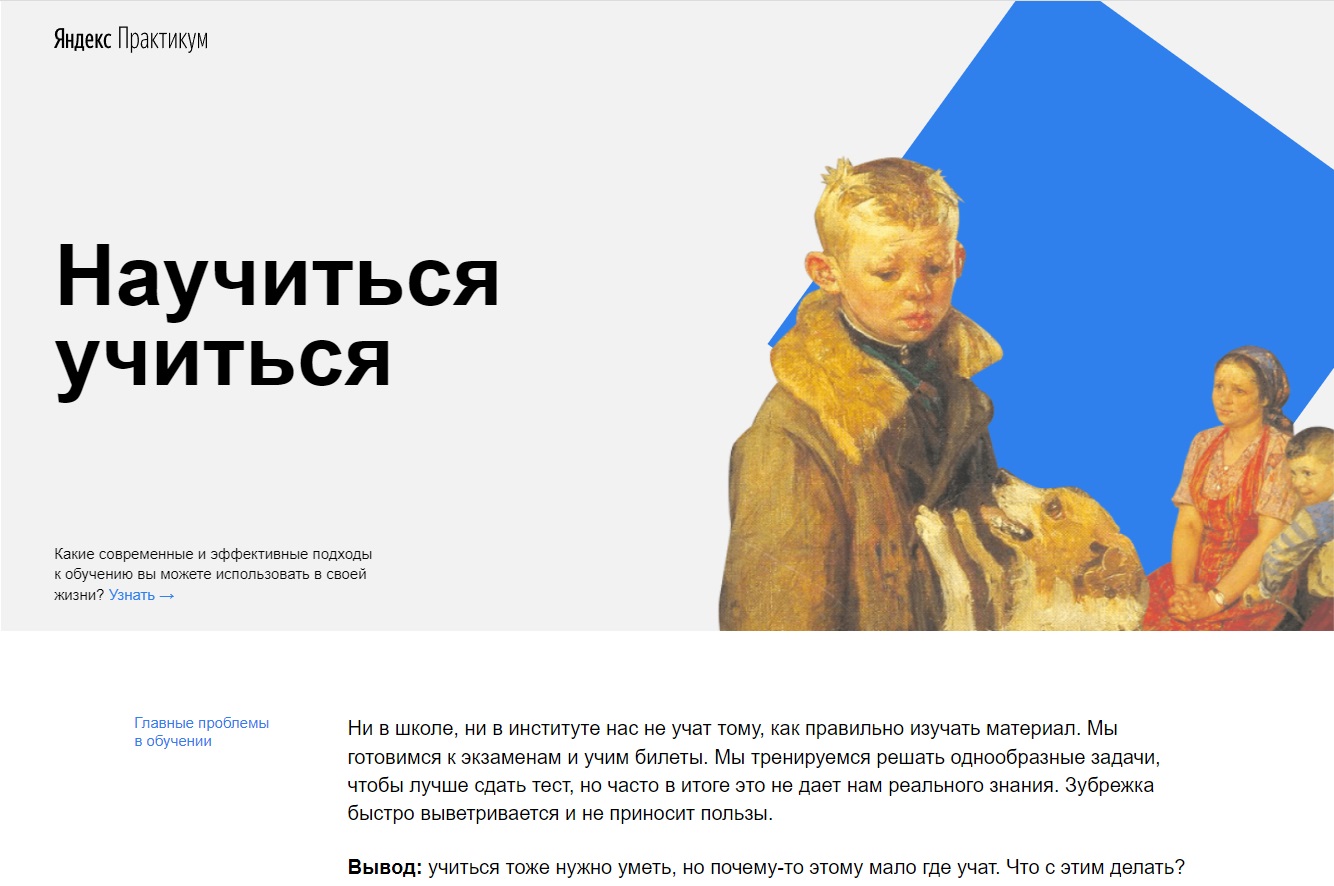 Яндекс Практикум
Научиться
учиться
Какие современные и эффективные подходы
к обучению вы можете использовать в своей
жизни? Узнать →
Главные проблемы
в обучении
Ни в школе, ни в институте нас не учат тому, как правильно изучать материал. Мы
готовимся к экзаменам и учим билеты. Мы тренируемся решать однообразные задачи,
чтобы лучше сдать тест, но часто в итоге это не дает нам реального знания. Зубрежка
быстро выветривается и не приносит пользы.
Вывод: учиться тоже нужно уметь, но почему-то этому мало где учат. Что с этим делать?